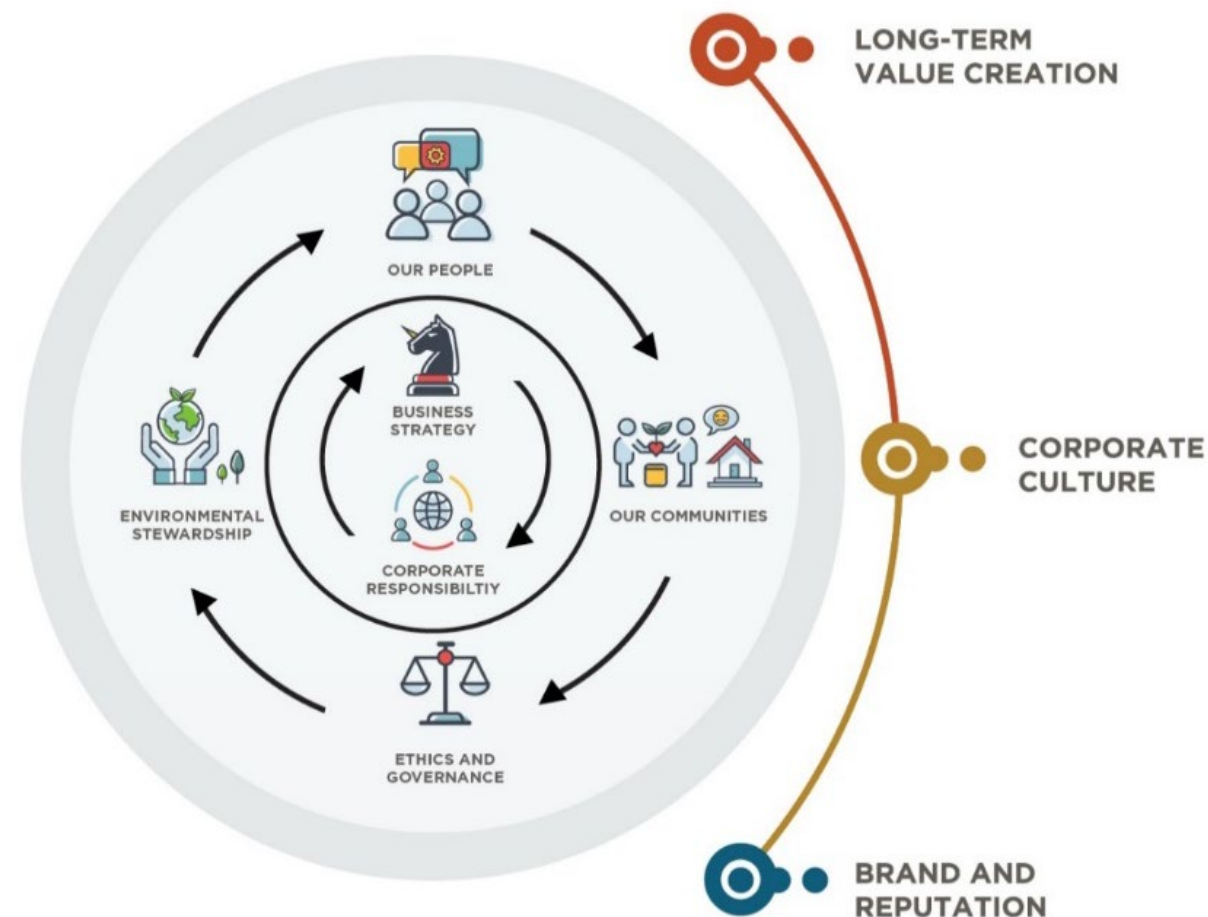 LONG-TERM
VALUE CREATION
OUR PEOPLE
BUSINESS
STRATEGY
ENVIRONMENTAL
STEWARDSHIP
OUR COMMUNITIES
CORPORATE
CULTURE
CORPORATE
RESPONSIBILTIY
ETHICS AND
GOVERNANCE
BRAND AND
REPUTATION